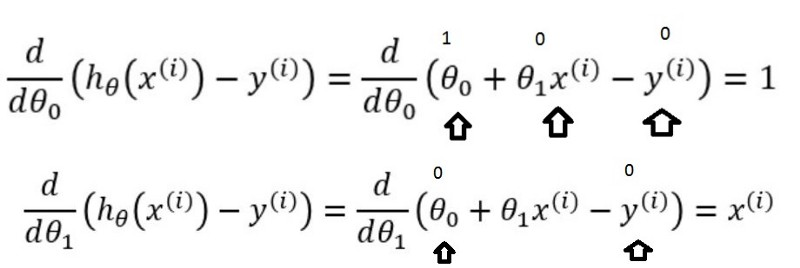 1 0 0
d/dθ₀ (h_θ(x⁽ⁱ⁾) − y⁽ⁱ⁾) = d/dθ₀ (θ₀ + θ₁x⁽ⁱ⁾ − y⁽ⁱ⁾) = 1
0 0
d/dθ₁ (h_θ(x⁽ⁱ⁾) − y⁽ⁱ⁾) = d/dθ₁ (θ₀ + θ₁x⁽ⁱ⁾ − y⁽ⁱ⁾) = x⁽ⁱ⁾